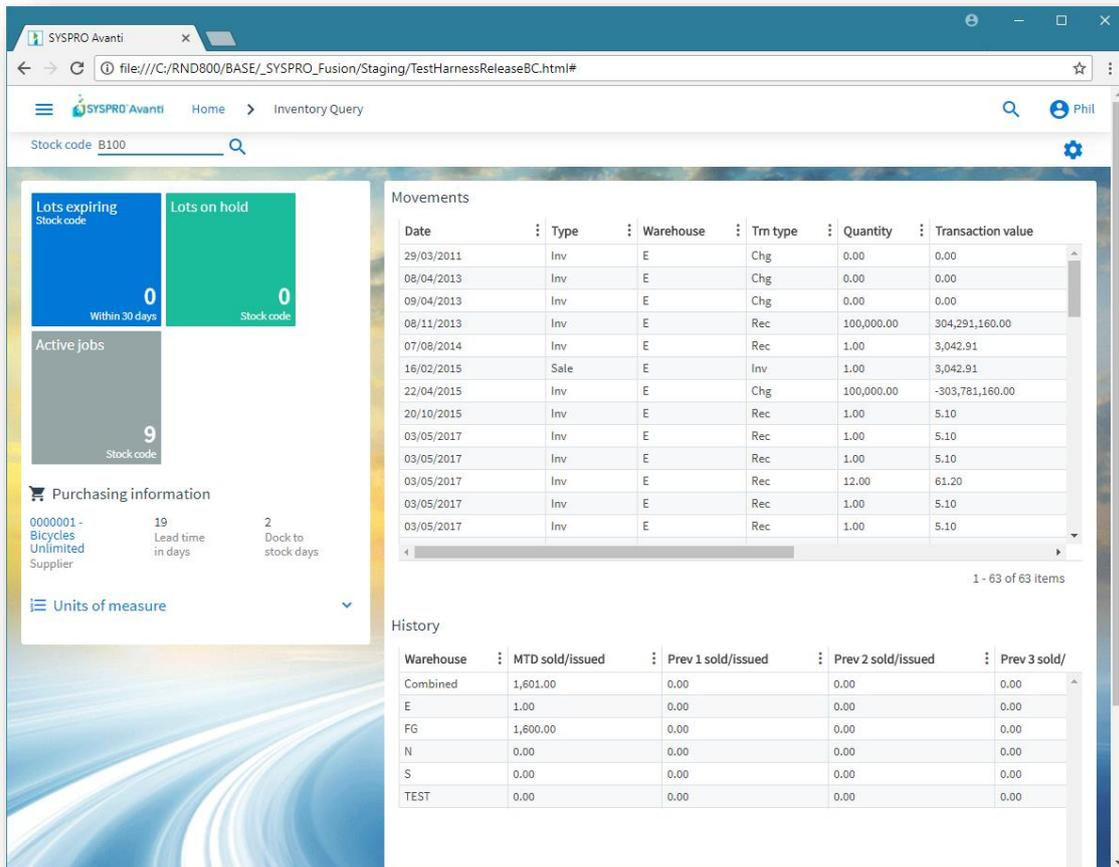 SYSPRO Avanti
file:///C:/RND800/BASE/_SYSPRO_Fusion/Staging/TestHarnessReleaseBC.html#
SYSPRO Avanti Home Inventory Query Phil
Stock code B100
Lots expiring
Stock code
0
Within 30 days
Lots on hold
0
Stock code
Active jobs
9
Stock code
Purchasing information
0000001 -
Bicycles
Unlimited
Supplier
19
Lead time
in days
2
Dock to
stock days
Units of measure
Movements
Date Type Warehouse Trn type Quantity Transaction value
29/03/2011 Inv E Chg 0.00 0.00
08/04/2013 Inv E Chg 0.00 0.00
09/04/2013 Inv E Chg 0.00 0.00
08/11/2013 Inv E Rec 100,000.00 304,291,160.00
07/08/2014 Inv E Rec 1.00 3,042.91
16/02/2015 Sale E Inv 1.00 3,042.91
22/04/2015 Inv E Chg 100,000.00 -303,781,160.00
20/10/2015 Inv E Rec 1.00 5.10
03/05/2017 Inv E Rec 1.00 5.10
03/05/2017 Inv E Rec 1.00 5.10
03/05/2017 Inv E Rec 12.00 61.20
03/05/2017 Inv E Rec 1.00 5.10
03/05/2017 Inv E Rec 1.00 5.10
1 - 63 of 63 items
History
Warehouse MTD sold/issued Prev 1 sold/issued Prev 2 sold/issued Prev 3 sold/
Combined 1,601.00 0.00 0.00 0.00
E 1.00 0.00 0.00 0.00
FG 1,600.00 0.00 0.00 0.00
N 0.00 0.00 0.00 0.00
S 0.00 0.00 0.00 0.00
TEST 0.00 0.00 0.00 0.00